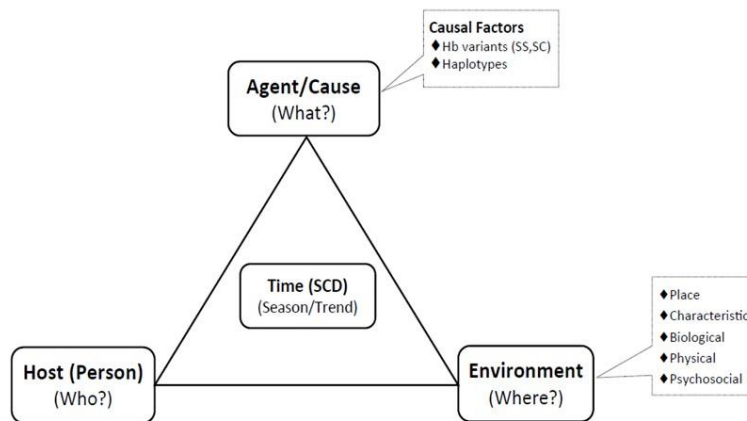 Causal Factors
♦Hb variants (SS,SC)
♦Haplotypes
Agent/Cause
(What?)
Time (SCD)
(Season/Trend)
Host (Person)
(Who?)
Environment
(Where?)
♦Place
♦Characteristic
♦Biological
♦Physical
♦Psychosocial